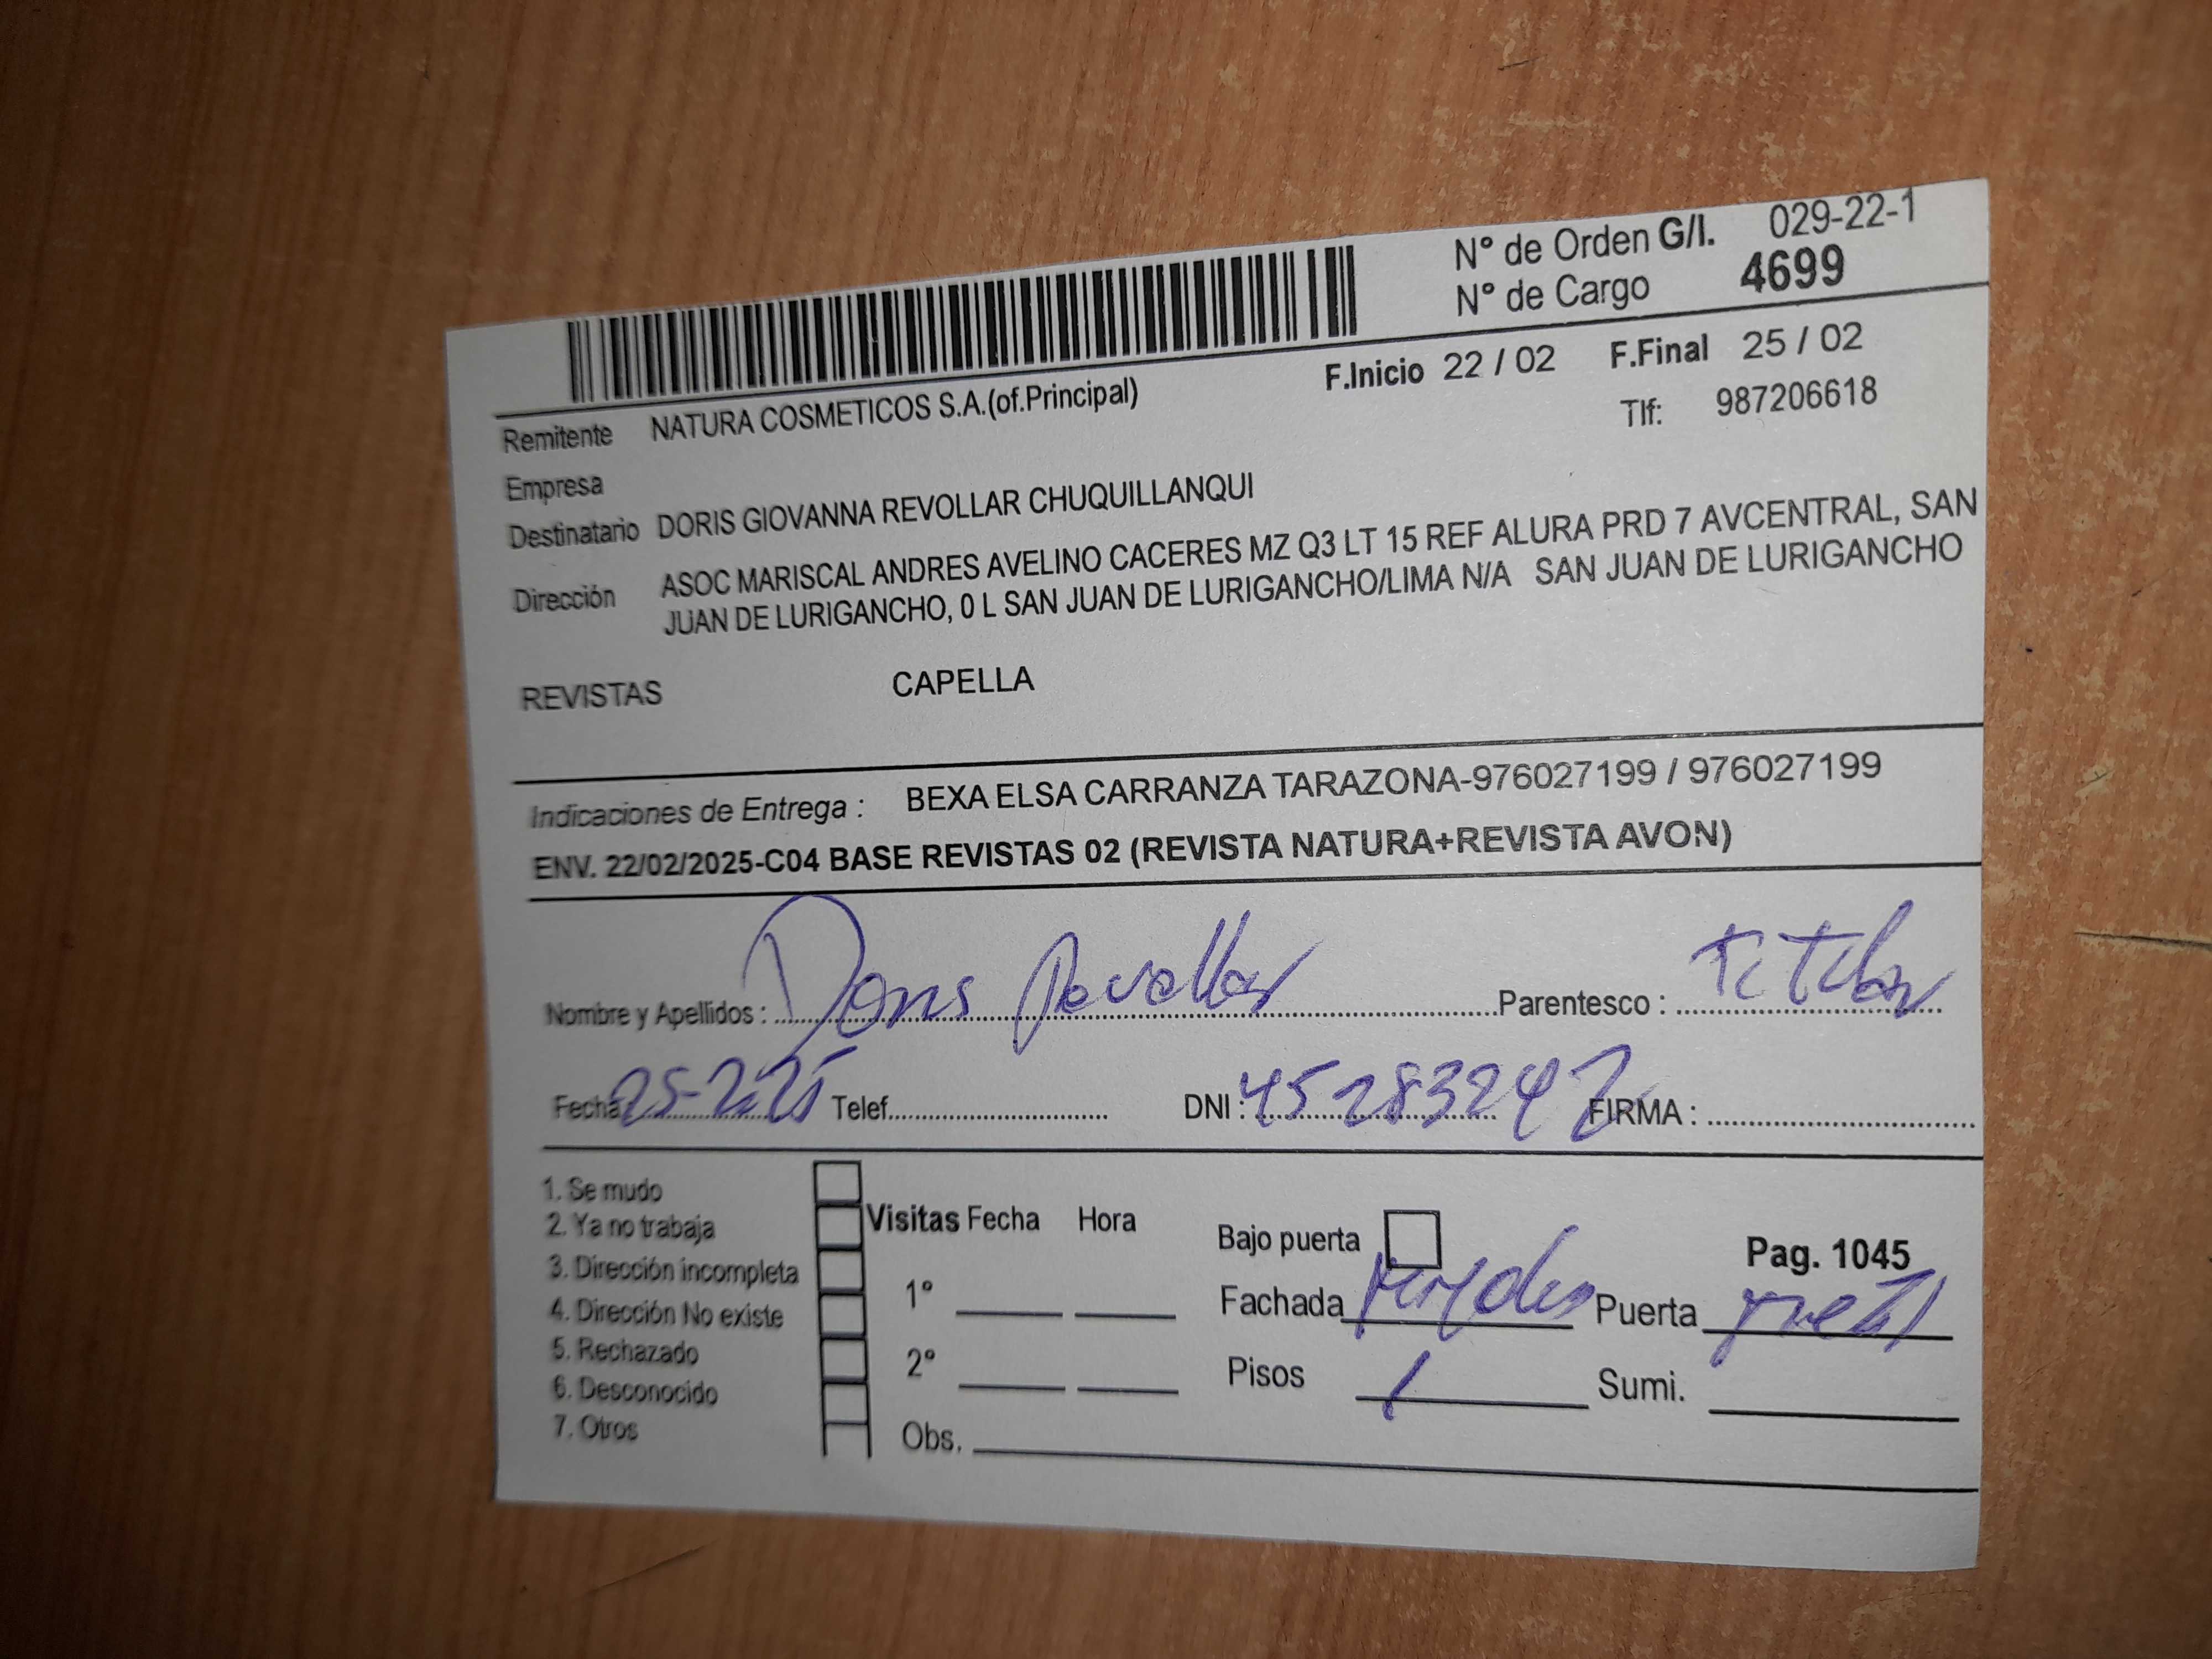 N° de Orden G/I. 029-22-1
N° de Cargo 4699
F.Inicio 22 / 02 F.Final 25 / 02
Remitente NATURA COSMETICOS S.A.(of.Principal) Tlf: 987206618
Empresa
Destinatario DORIS GIOVANNA REVOLLAR CHUQUILLANQUI
Dirección ASOC MARISCAL ANDRES AVELINO CACERES MZ Q3 LT 15 REF ALURA PRD 7 AVCENTRAL, SAN
JUAN DE LURIGANCHO, 0 L SAN JUAN DE LURIGANCHO/LIMA N/A SAN JUAN DE LURIGANCHO
REVISTAS CAPELLA
Indicaciones de Entrega : BEXA ELSA CARRANZA TARAZONA-976027199 / 976027199
ENV. 22/02/2025-C04 BASE REVISTAS 02 (REVISTA NATURA+REVISTA AVON)
Nombre y Apellidos : Doris Revollar Parentesco : Titular
Fecha: 25-2-25 Telef. DNI : 45283247 FIRMA :
1. Se mudo
2. Ya no trabaja
3. Dirección incompleta
4. Dirección No existe
5. Rechazado
6. Desconocido
7. Otros
Visitas Fecha Hora
1°
2°
Obs.
Bajo puerta Pag. 1045
Fachada Puerta
Pisos 1 Sumi.